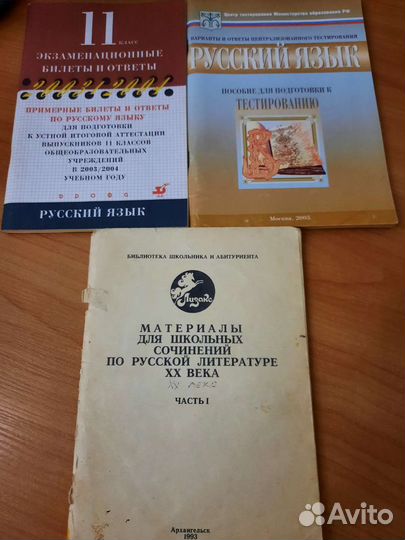 11 КЛАСС
ЭКЗАМЕНАЦИОННЫЕ
БИЛЕТЫ И ОТВЕТЫ
ПРИМЕРНЫЕ БИЛЕТЫ И ОТВЕТЫ
ПО РУССКОМУ ЯЗЫКУ
ДЛЯ ПОДГОТОВКИ
К УСТНОЙ ИТОГОВОЙ АТТЕСТАЦИИ
ВЫПУСКНИКОВ 11 КЛАССОВ
ОБЩЕОБРАЗОВАТЕЛЬНЫХ
УЧРЕЖДЕНИЙ
В 2003/2004
УЧЕБНОМ ГОДУ
РУССКИЙ ЯЗЫК
Центр тестирования Министерства образования РФ
ВАРИАНТЫ И ОТВЕТЫ ЦЕНТРАЛИЗОВАННОГО ТЕСТИРОВАНИЯ
РУССКИЙ ЯЗЫК
ПОСОБИЕ ДЛЯ ПОДГОТОВКИ К
ТЕСТИРОВАНИЮ
Москва, 2003
БИБЛИОТЕКА ШКОЛЬНИКА И АБИТУРИЕНТА
МАТЕРИАЛЫ
ДЛЯ ШКОЛЬНЫХ
СОЧИНЕНИЙ
ПО РУССКОЙ ЛИТЕРАТУРЕ
XX ВЕКА
ЧАСТЬ I
Архангельск
1993
Avito